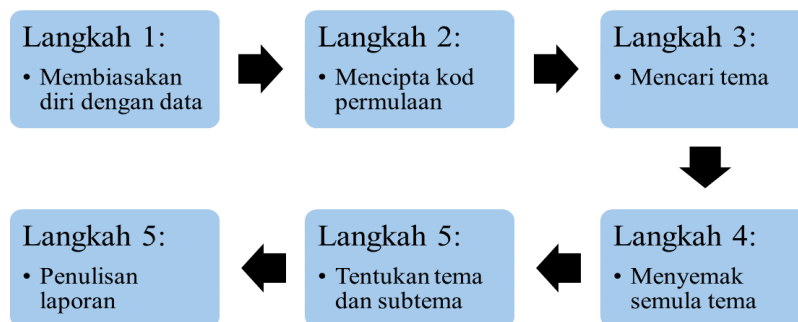 Langkah 1:
• Membiasakan
diri dengan data
Langkah 2:
• Mencipta kod
permulaan
Langkah 3:
• Mencari tema
Langkah 4:
• Menyemak
semula tema
Langkah 5:
• Tentukan tema
dan subtema
Langkah 5:
• Penulisan
laporan